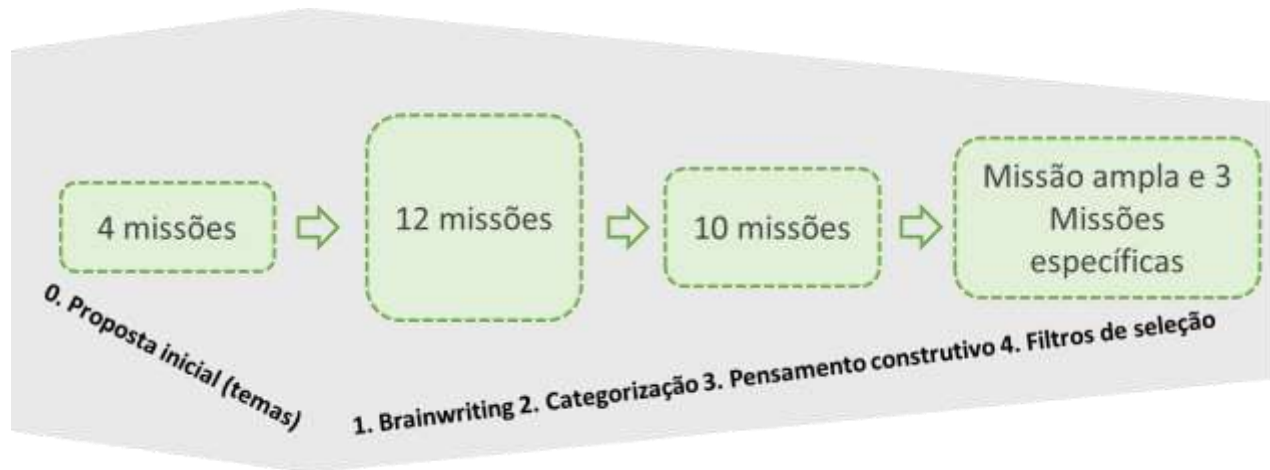 4 missões
12 missões
10 missões
Missão ampla e 3
Missões
específicas
0. Proposta inicial (temas)
1. Brainwriting 2. Categorização 3. Pensamento construtivo 4. Filtros de seleção